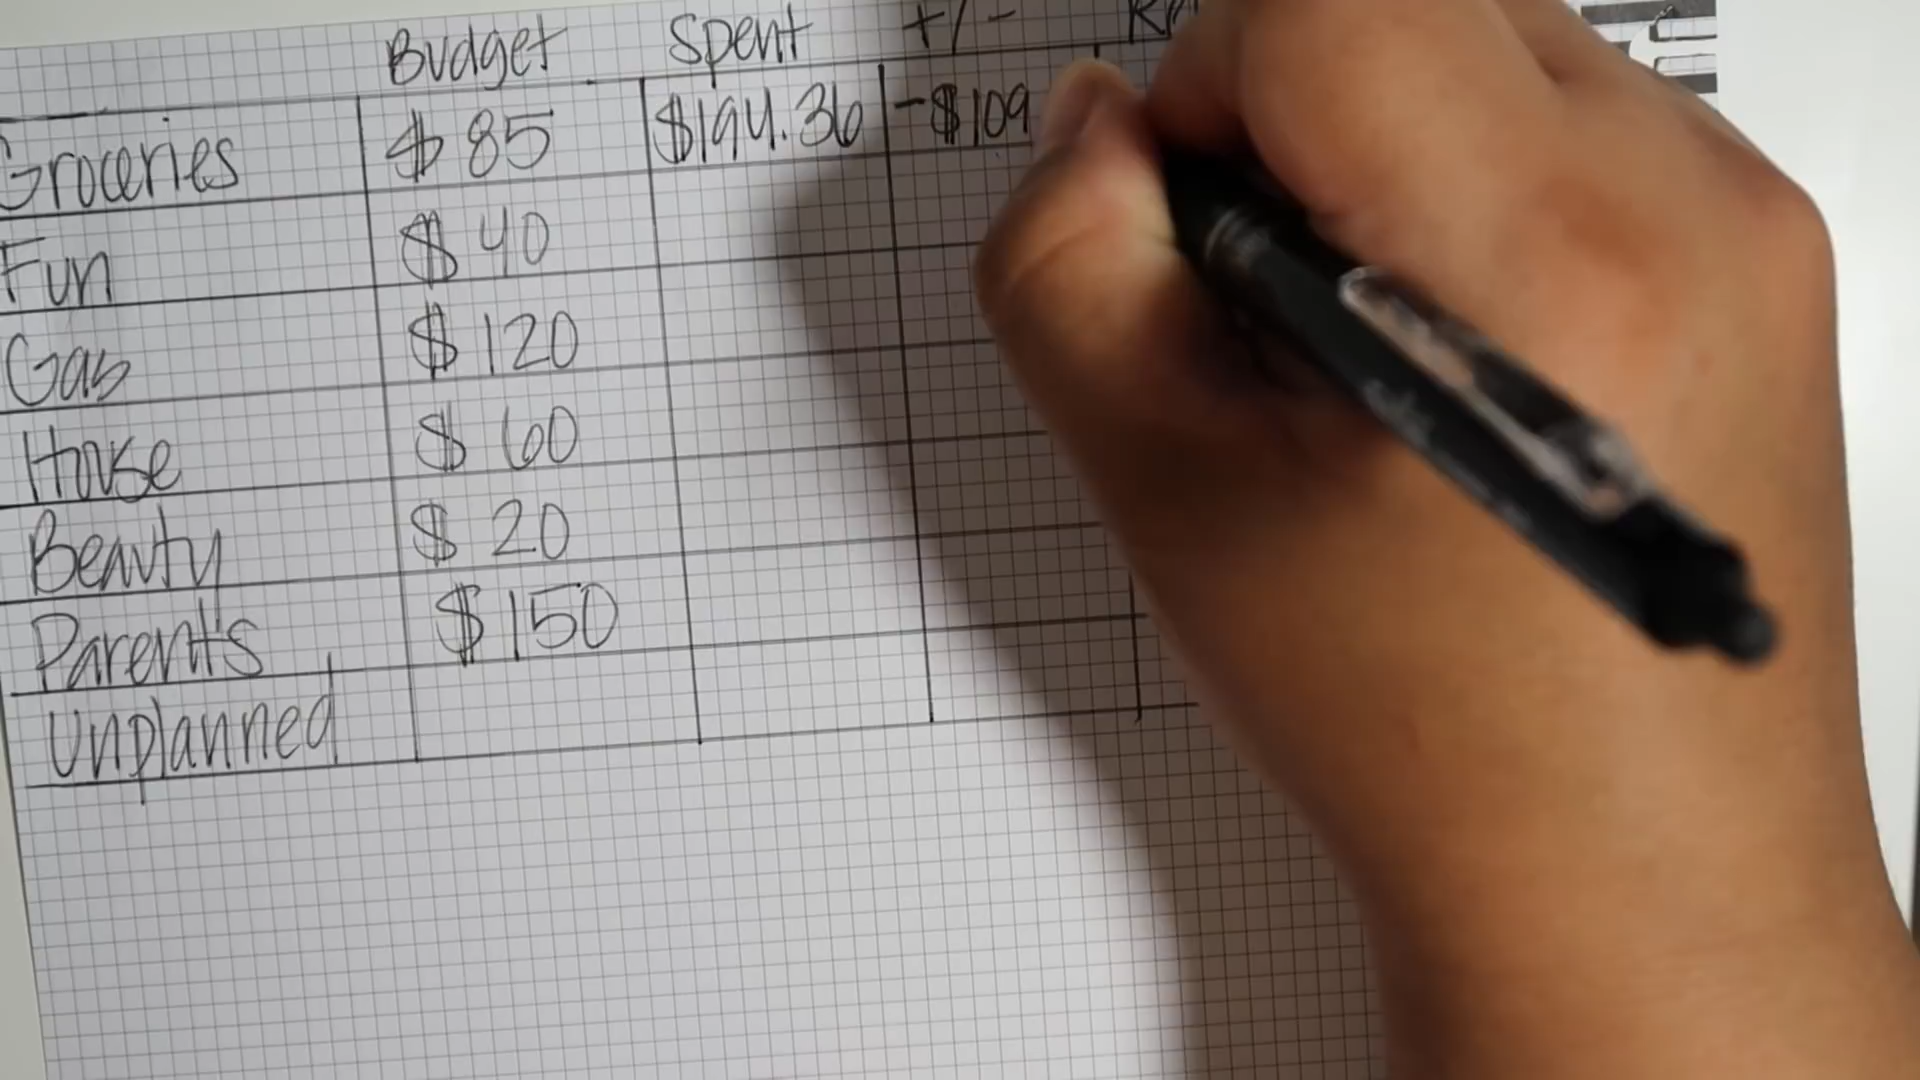 Budget Spent +/-
Groceries $85 $194.36 -$109
Fun $40
Gas $120
House $60
Beauty $20
Parent's $150
Unplanned